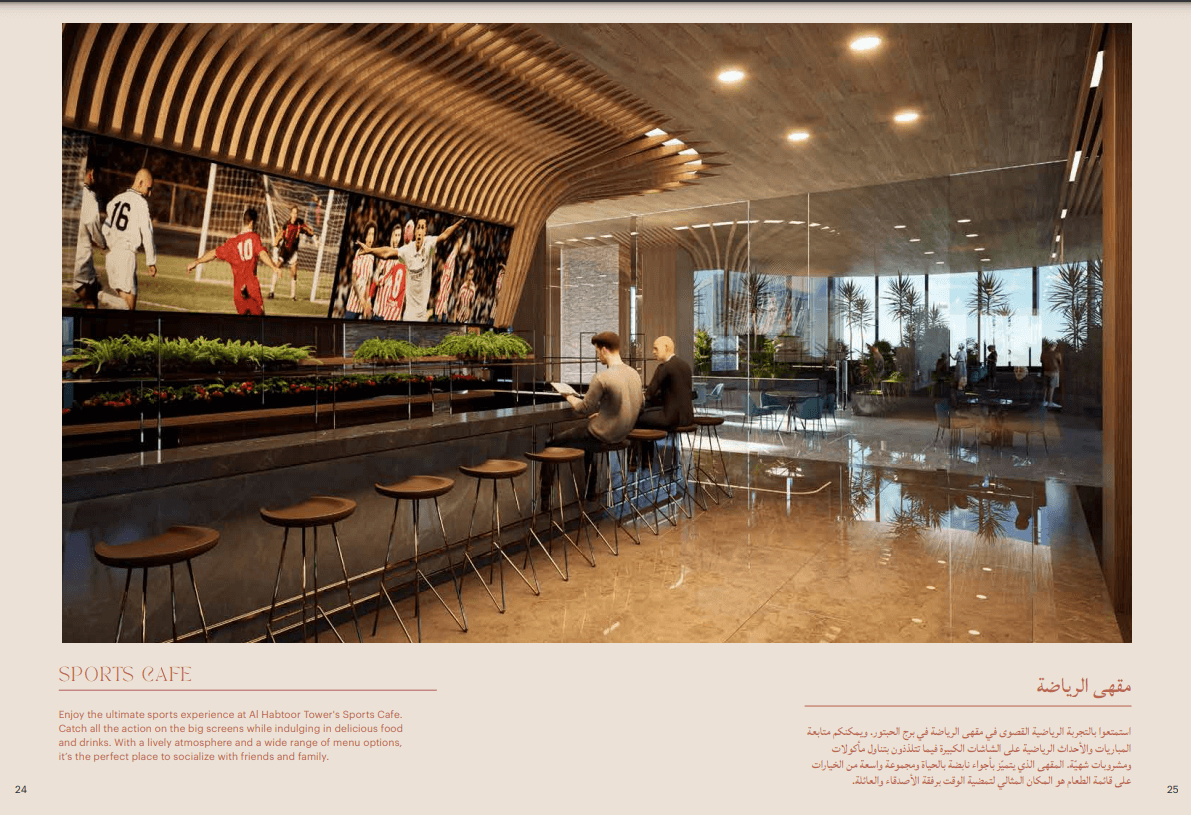 16
10
SPORTS CAFE
Enjoy the ultimate sports experience at Al Habtoor Tower's Sports Cafe.
Catch all the action on the big screens while indulging in delicious food
and drinks. With a lively atmosphere and a wide range of menu options,
it's the perfect place to socialize with friends and family.
مقهى الرياضة
استمتعوا بالتجربة الرياضية القصوى في مقهى الرياضة في برج الحبتور. ويمكنكم متابعة
المباريات والأحداث الرياضية على الشاشات الكبيرة فيما تتلذذون بتناول مأكولات
ومشروبات شهيّة. المقهى الذي يتميّز بأجواء نابضة بالحياة ومجموعة واسعة من الخيارات
على قائمة الطعام هو المكان المثالي لتمضية الوقت برفقة الأصدقاء والعائلة.
24
25